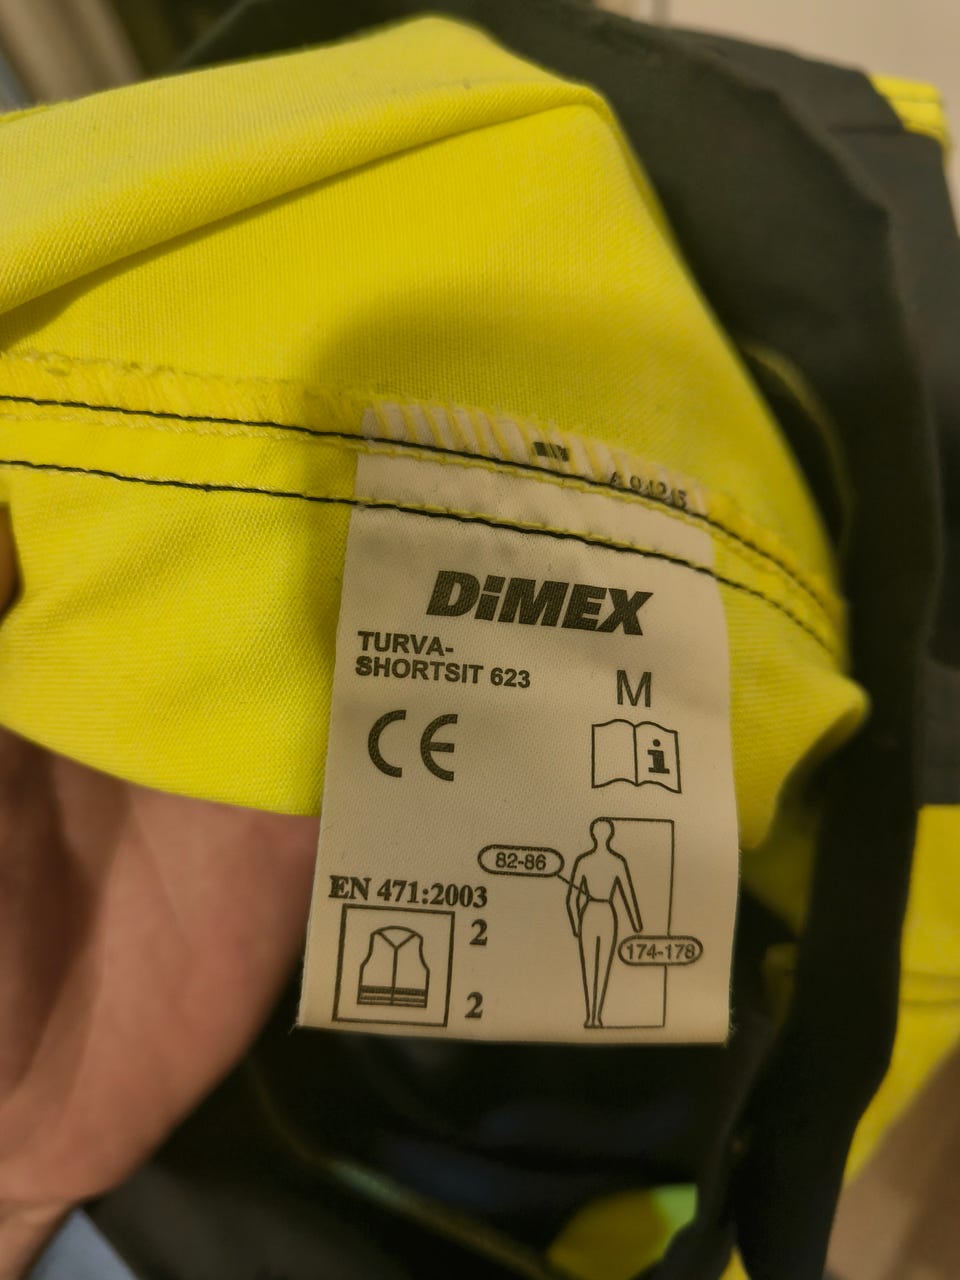 DiMEX
TURVA-
SHORTSIT 623
M
CE
i
82-86
EN 471:2003
2
174-178
2